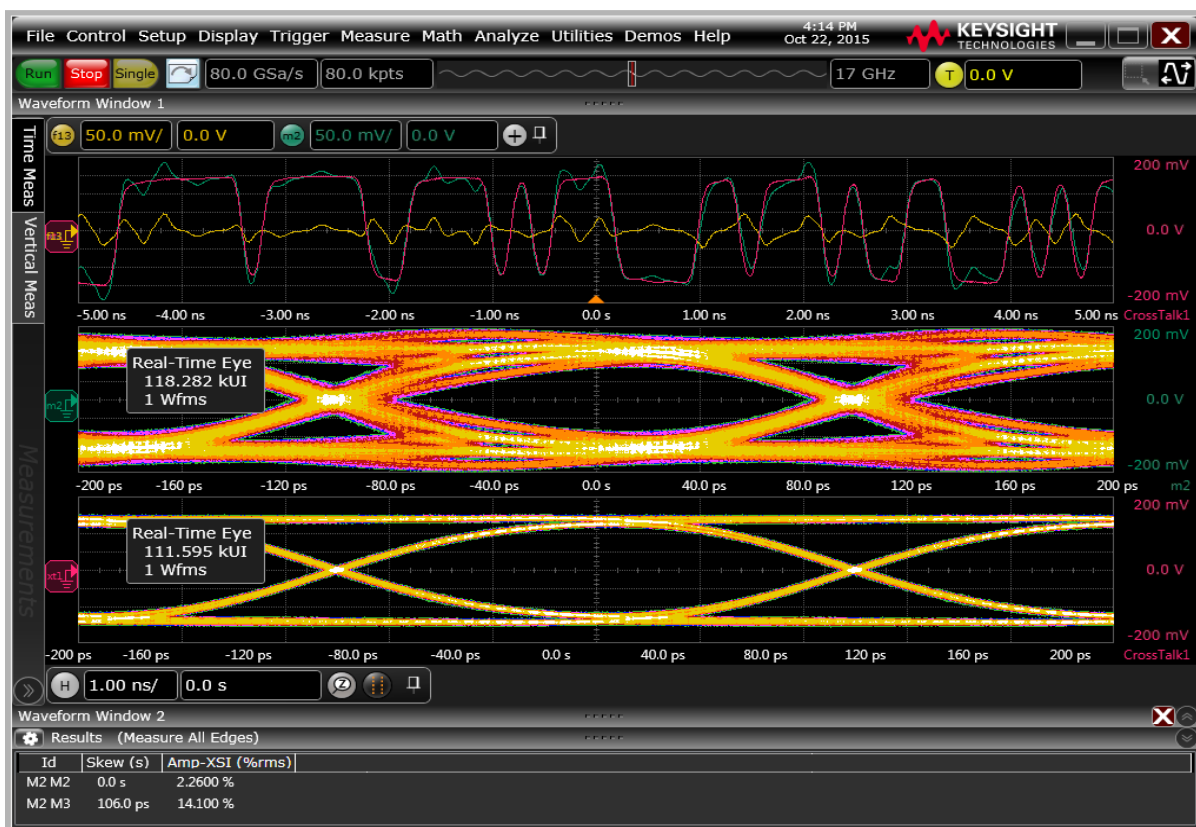 File Control Setup Display Trigger Measure Math Analyze Utilities Demos Help
4:14 PM
Oct 22, 2015
KEYSIGHT
TECHNOLOGIES
Run Stop Single 80.0 GSa/s 80.0 kpts 17 GHz T 0.0 V
Waveform Window 1
Time Meas
Vertical Meas
Measurements
f13 50.0 mV/ 0.0 V m2 50.0 mV/ 0.0 V
200 mV
f13 0.0 V
-200 mV
-5.00 ns -4.00 ns -3.00 ns -2.00 ns -1.00 ns 0.0 s 1.00 ns 2.00 ns 3.00 ns 4.00 ns 5.00 ns CrossTalk1
200 mV
Real-Time Eye
118.282 kUI
1 Wfms
m2 0.0 V
-200 mV
-200 ps -160 ps -120 ps -80.0 ps -40.0 ps 0.0 s 40.0 ps 80.0 ps 120 ps 160 ps 200 ps m2
200 mV
Real-Time Eye
111.595 kUI
1 Wfms
xt1 0.0 V
-200 mV
-200 ps -160 ps -120 ps -80.0 ps -40.0 ps 0.0 s 40.0 ps 80.0 ps 120 ps 160 ps 200 ps CrossTalk1
H 1.00 ns/ 0.0 s Z
Waveform Window 2
Results (Measure All Edges)
Id Skew (s) Amp-XSI (%rms)
M2 M2 0.0 s 2.2600 %
M2 M3 106.0 ps 14.100 %